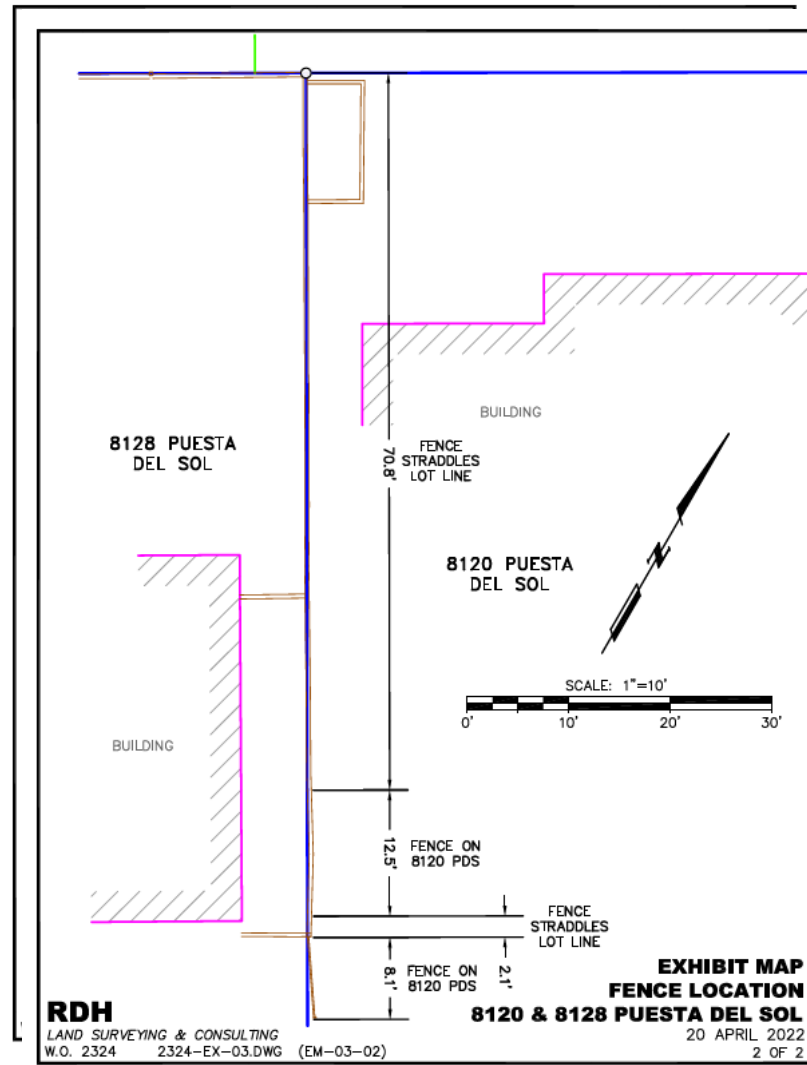 BUILDING
8128 PUESTA
DEL SOL
70.8'
FENCE
STRADDLES
LOT LINE
8120 PUESTA
DEL SOL
N
SCALE: 1"=10'
0' 10' 20' 30'
BUILDING
12.5'
FENCE ON
8120 PDS
FENCE
STRADDLES
LOT LINE
2.1'
8.1'
FENCE ON
8120 PDS
EXHIBIT MAP
FENCE LOCATION
8120 & 8128 PUESTA DEL SOL
20 APRIL 2022
2 OF 2
RDH
LAND SURVEYING & CONSULTING
W.O. 2324 2324-EX-03.DWG (EM-03-02)